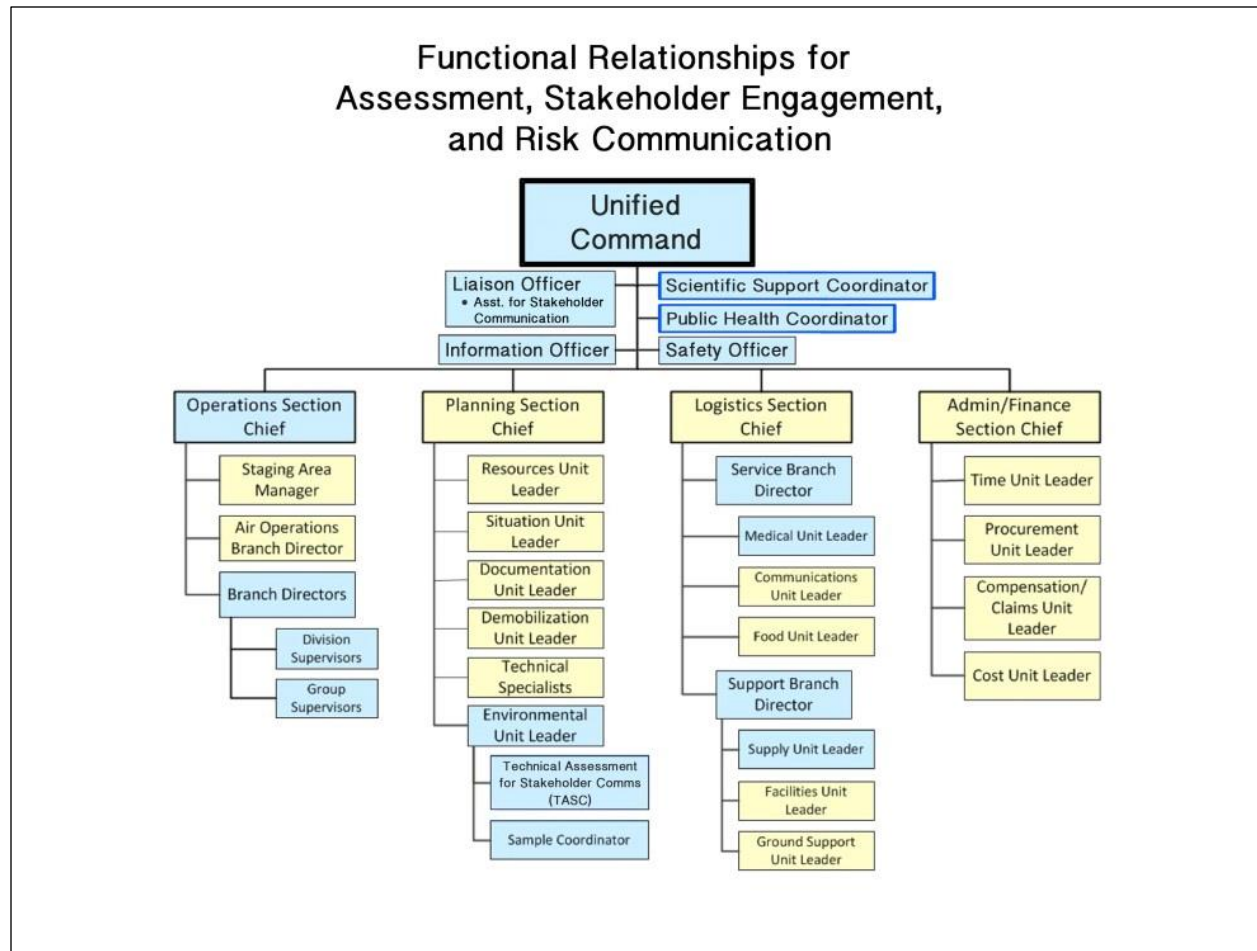 Functional Relationships for
Assessment, Stakeholder Engagement,
and Risk Communication
Unified
Command
Liaison Officer
• Asst. for Stakeholder
Communication
Scientific Support Coordinator
Public Health Coordinator
Information Officer
Safety Officer
Operations Section
Chief
Staging Area
Manager
Air Operations
Branch Director
Branch Directors
Division
Supervisors
Group
Supervisors
Planning Section
Chief
Resources Unit
Leader
Situation Unit
Leader
Documentation
Unit Leader
Demobilization
Unit Leader
Technical
Specialists
Environmental
Unit Leader
Technical Assessment
for Stakeholder Comms
(TASC)
Sample Coordinator
Logistics Section
Chief
Service Branch
Director
Medical Unit Leader
Communications
Unit Leader
Food Unit Leader
Support Branch
Director
Supply Unit Leader
Facilities Unit
Leader
Ground Support
Unit Leader
Admin/Finance
Section Chief
Time Unit Leader
Procurement
Unit Leader
Compensation/
Claims Unit
Leader
Cost Unit Leader